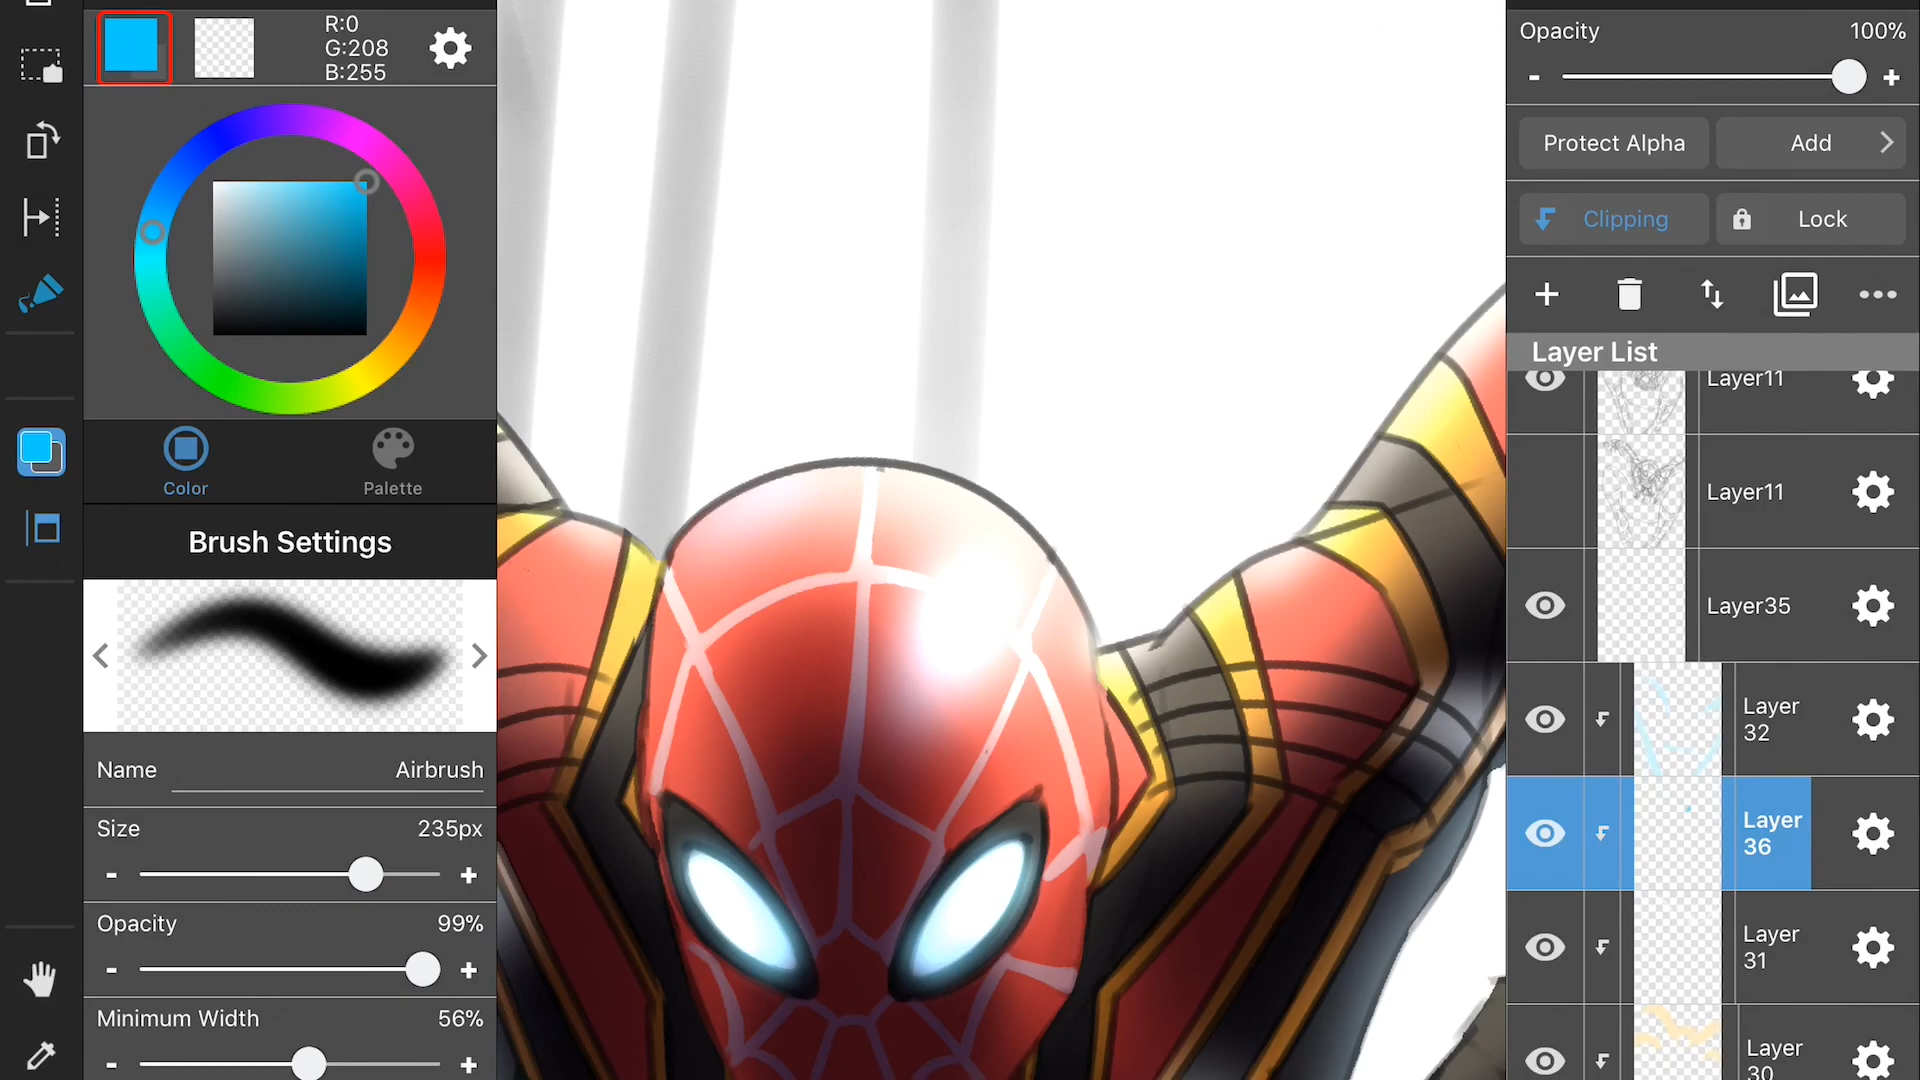 R:0
G:208
B:255
Color
Palette
Brush Settings
Name
Airbrush
Size
235px
-
+
Opacity
99%
-
+
Minimum Width
56%
-
+
Opacity
100%
-
+
Protect Alpha
Add
Clipping
Lock
Layer List
Layer11
Layer11
Layer35
Layer
32
Layer
36
Layer
31
Layer
30